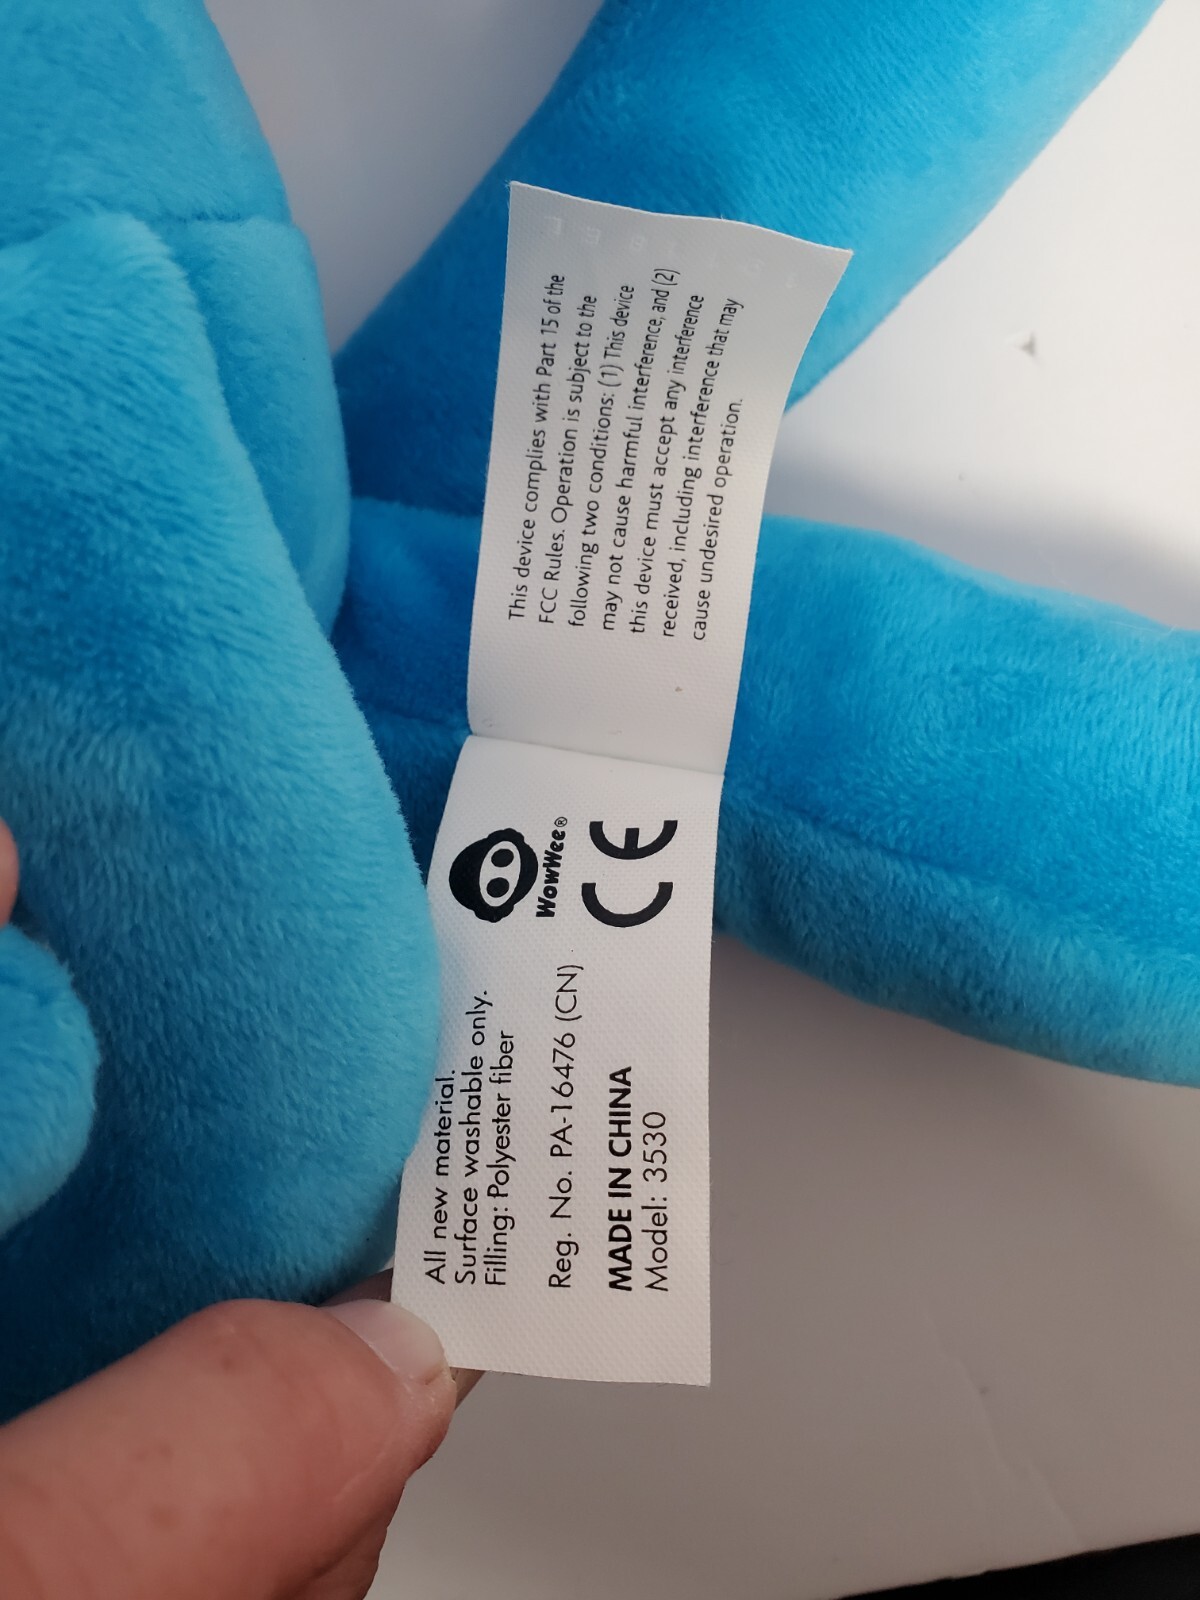 This device complies with Part 15 of the
FCC Rules. Operation is subject to the
following two conditions: (1) This device
may not cause harmful interference, and (2)
this device must accept any interference
received, including interference that may
cause undesired operation.
All new material.
Surface washable only.
Filling: Polyester fiber
Reg. No. PA-16476 (CN)
MADE IN CHINA
Model: 3530
WowWee®
CE